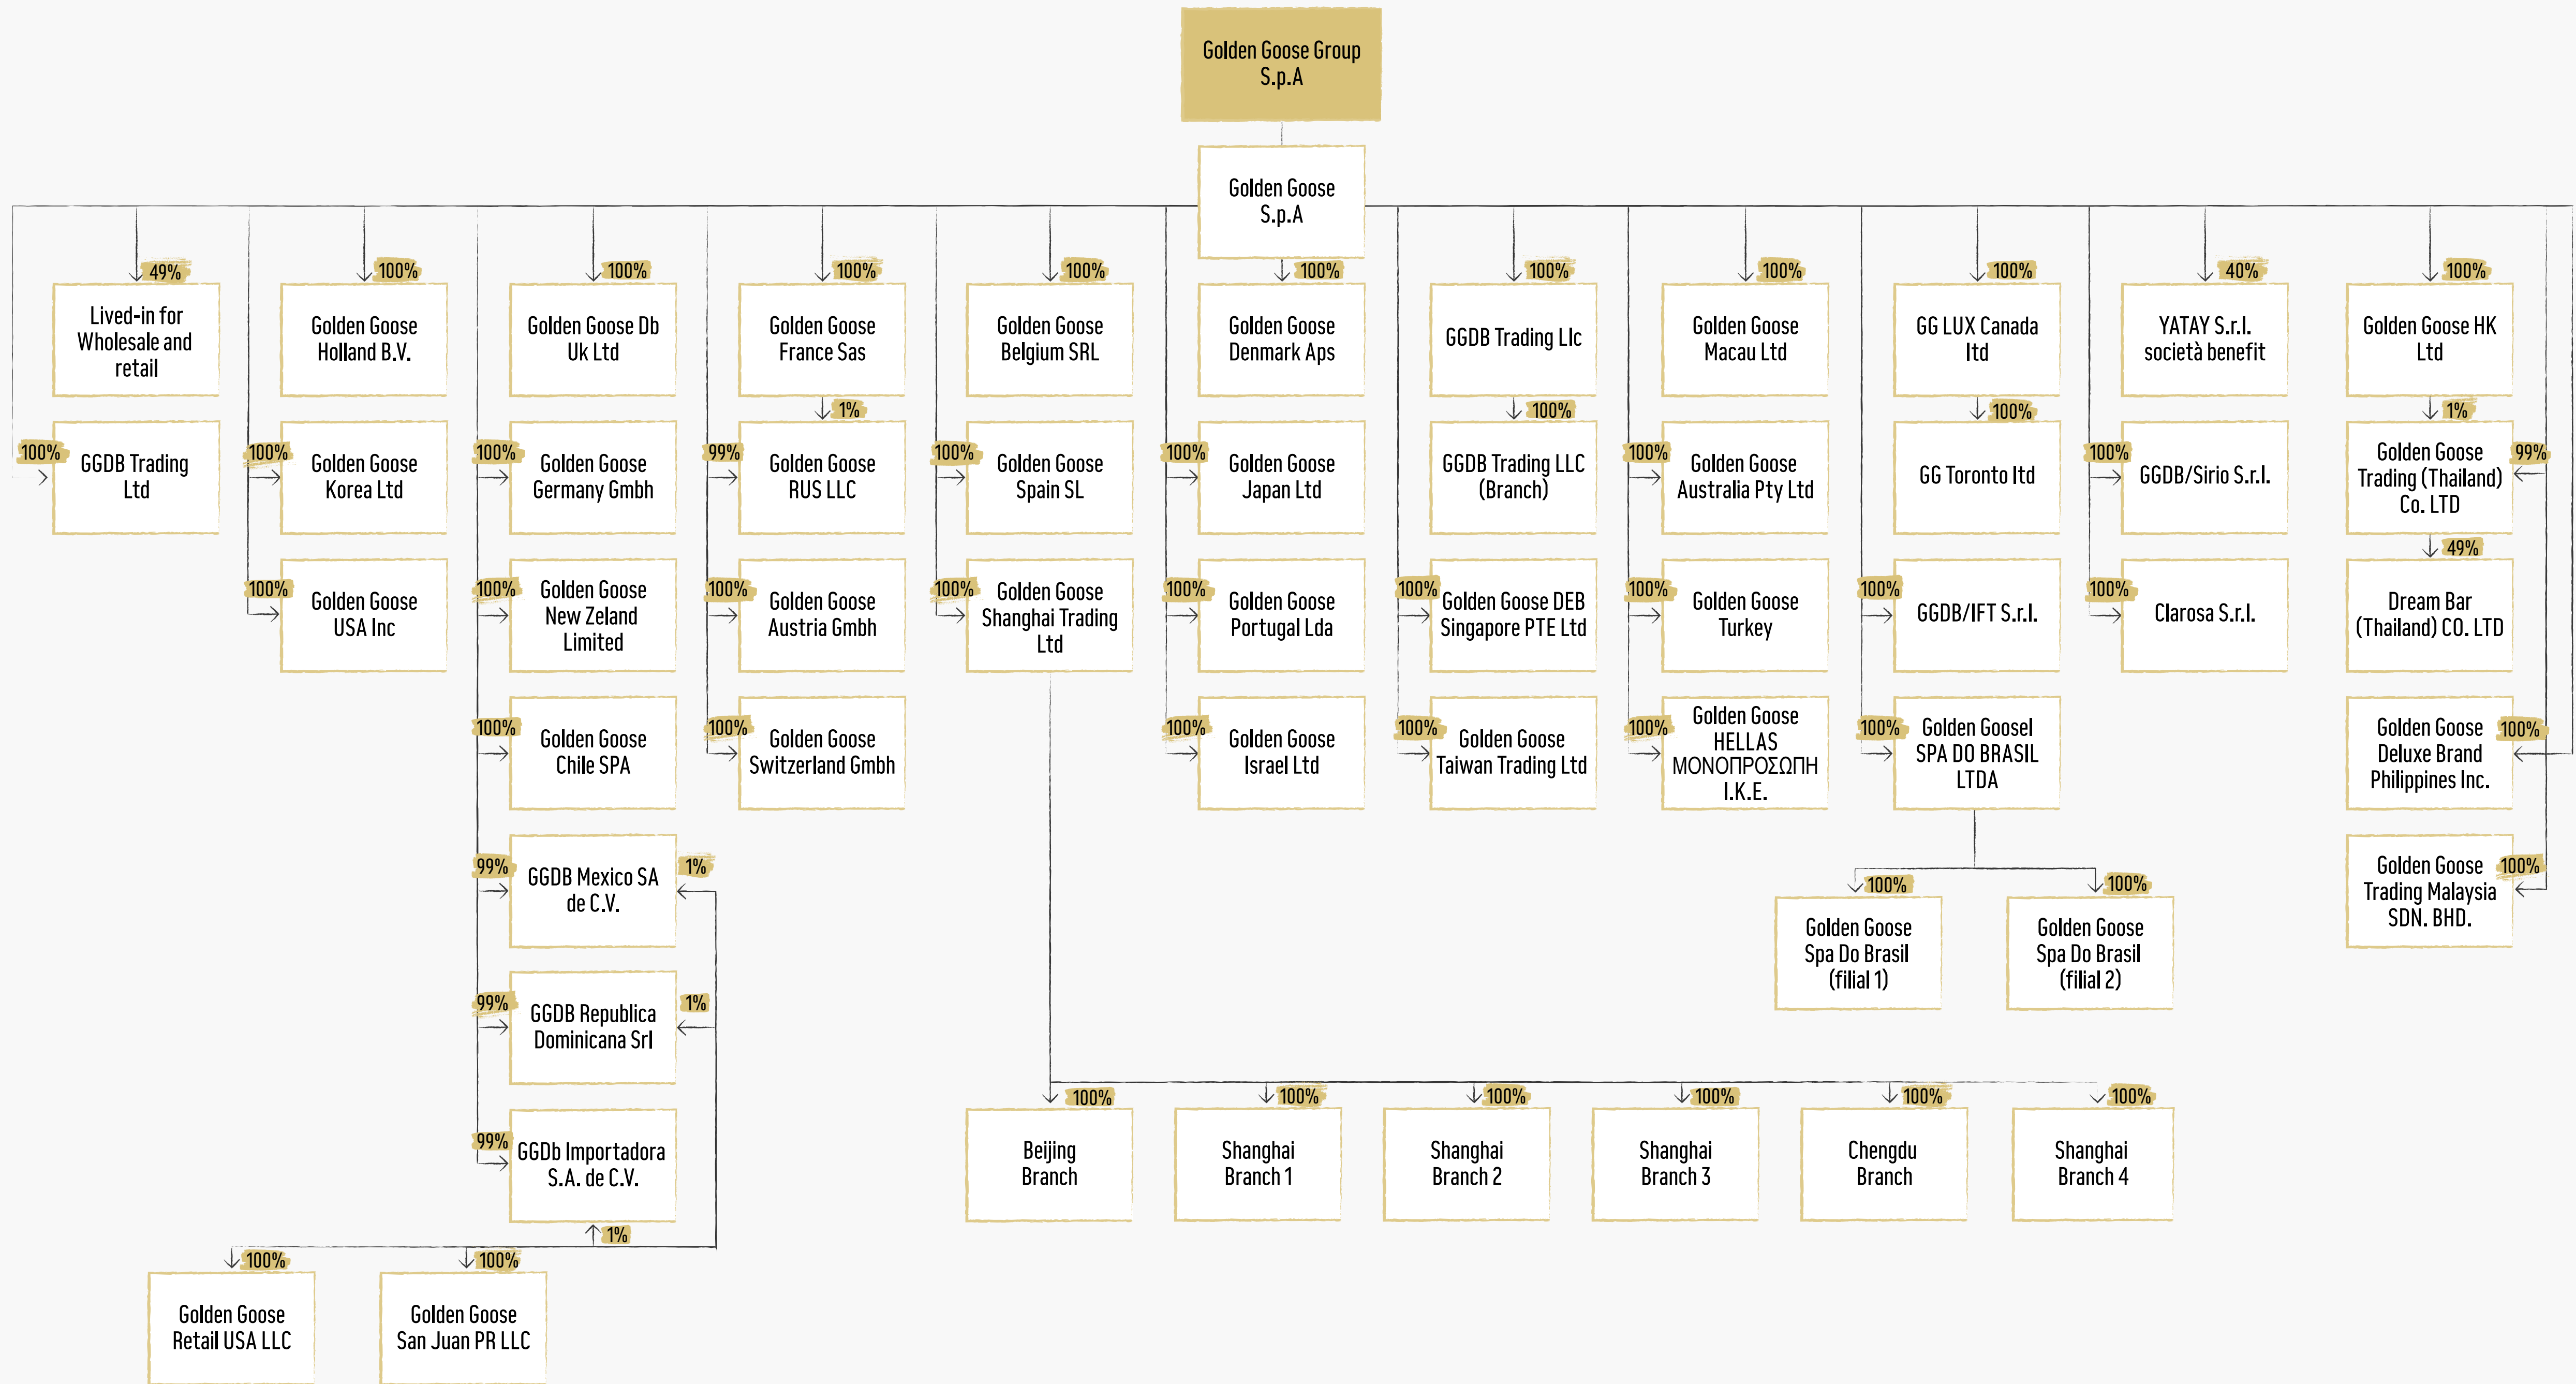 Golden Goose Group
S.p.A
Golden Goose
S.p.A
49%
100%
100%
100%
100%
100%
100%
100%
100%
40%
100%
Lived-in for
Wholesale and
retail
Golden Goose
Holland B.V.
Golden Goose Db
Uk Ltd
Golden Goose
France Sas
Golden Goose
Belgium SRL
Golden Goose
Denmark Aps
GGDB Trading Llc
Golden Goose
Macau Ltd
GG LUX Canada
ltd
YATAY S.r.l.
società benefit
Golden Goose HK
Ltd
1%
100%
100%
1%
100%
GGDB Trading
Ltd
100%
Golden Goose
Korea Ltd
100%
Golden Goose
Germany Gmbh
99%
Golden Goose
RUS LLC
100%
Golden Goose
Spain SL
100%
Golden Goose
Japan Ltd
GGDB Trading LLC
(Branch)
100%
Golden Goose
Australia Pty Ltd
GG Toronto ltd
100%
GGDB/Sirio S.r.l.
Golden Goose
Trading (Thailand)
Co. LTD
99%
49%
100%
Golden Goose
USA Inc
100%
Golden Goose
New Zeland
Limited
100%
Golden Goose
Austria Gmbh
100%
Golden Goose
Shanghai Trading
Ltd
100%
Golden Goose
Portugal Lda
100%
Golden Goose DEB
Singapore PTE Ltd
100%
Golden Goose
Turkey
100%
GGDB/IFT S.r.l.
100%
Clarosa S.r.l.
Dream Bar
(Thailand) CO. LTD
100%
Golden Goose
Chile SPA
100%
Golden Goose
Switzerland Gmbh
100%
Golden Goose
Israel Ltd
100%
Golden Goose
Taiwan Trading Ltd
100%
Golden Goose
HELLAS
ΜΟΝΟΠΡΟΣΩΠΗ
I.K.E.
100%
Golden Goosel
SPA DO BRASIL
LTDA
Golden Goose
Deluxe Brand
Philippines Inc.
100%
99%
GGDB Mexico SA
de C.V.
1%
100%
Golden Goose
Spa Do Brasil
(filial 1)
100%
Golden Goose
Spa Do Brasil
(filial 2)
Golden Goose
Trading Malaysia
SDN. BHD.
100%
99%
GGDB Republica
Dominicana Srl
1%
99%
GGDb Importadora
S.A. de C.V.
1%
100%
100%
100%
100%
100%
100%
Beijing
Branch
Shanghai
Branch 1
Shanghai
Branch 2
Shanghai
Branch 3
Chengdu
Branch
Shanghai
Branch 4
100%
100%
Golden Goose
Retail USA LLC
Golden Goose
San Juan PR LLC